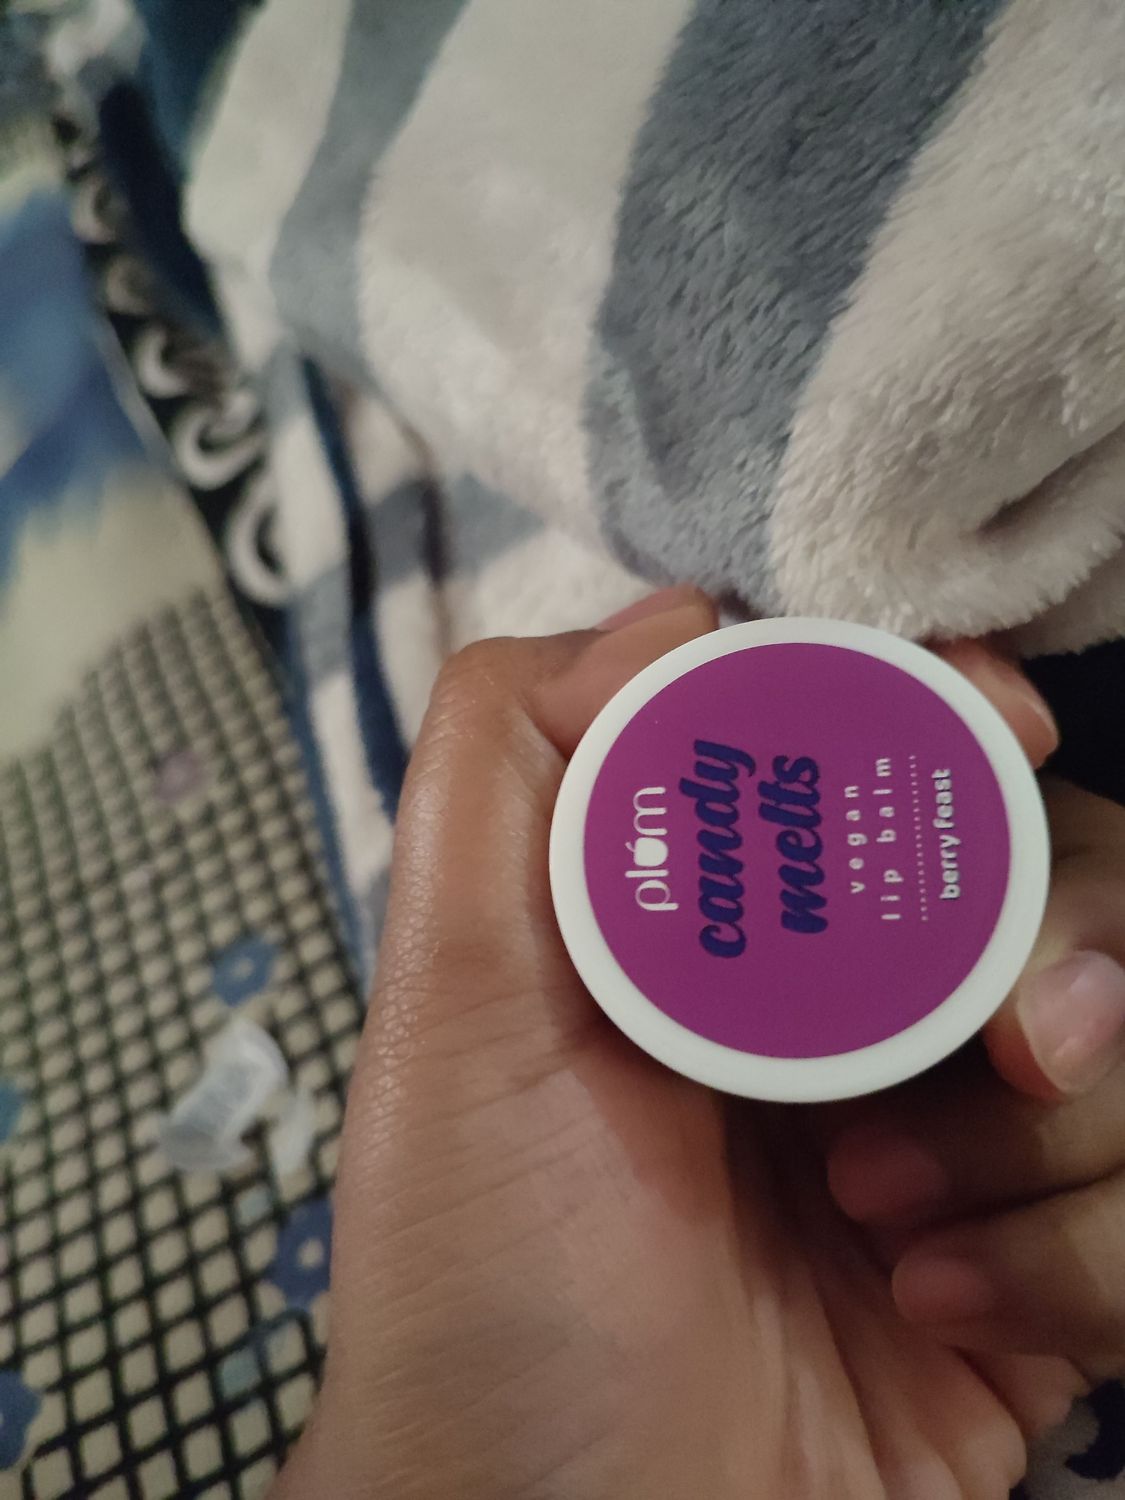 plum
candy
melts
vegan
lip balm
berry feast